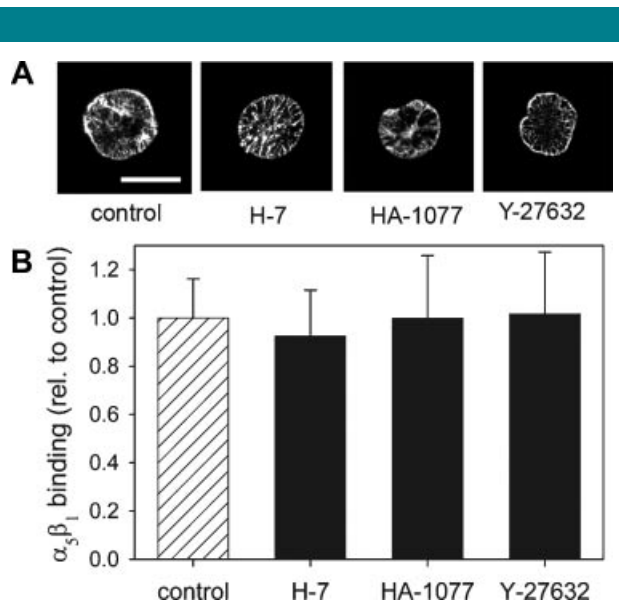 A
control H-7 HA-1077 Y-27632
B
α5β1 binding (rel. to control)
1.2
1.0
0.8
0.6
0.4
0.2
0.0
control H-7 HA-1077 Y-27632